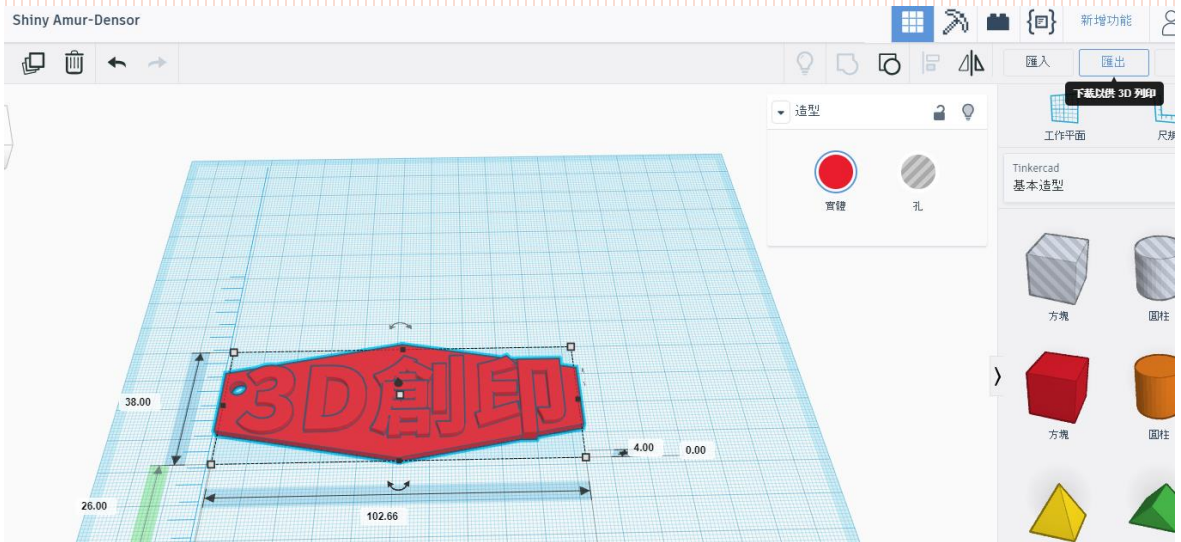 Shiny Amur-Densor
新增功能
匯入
匯出
下載以供 3D 列印
造型
工作平面
尺規
Tinkercad
基本造型
實體
孔
方塊
圓柱
3D創印
38.00
4.00
0.00
26.00
102.66
方塊
圓柱